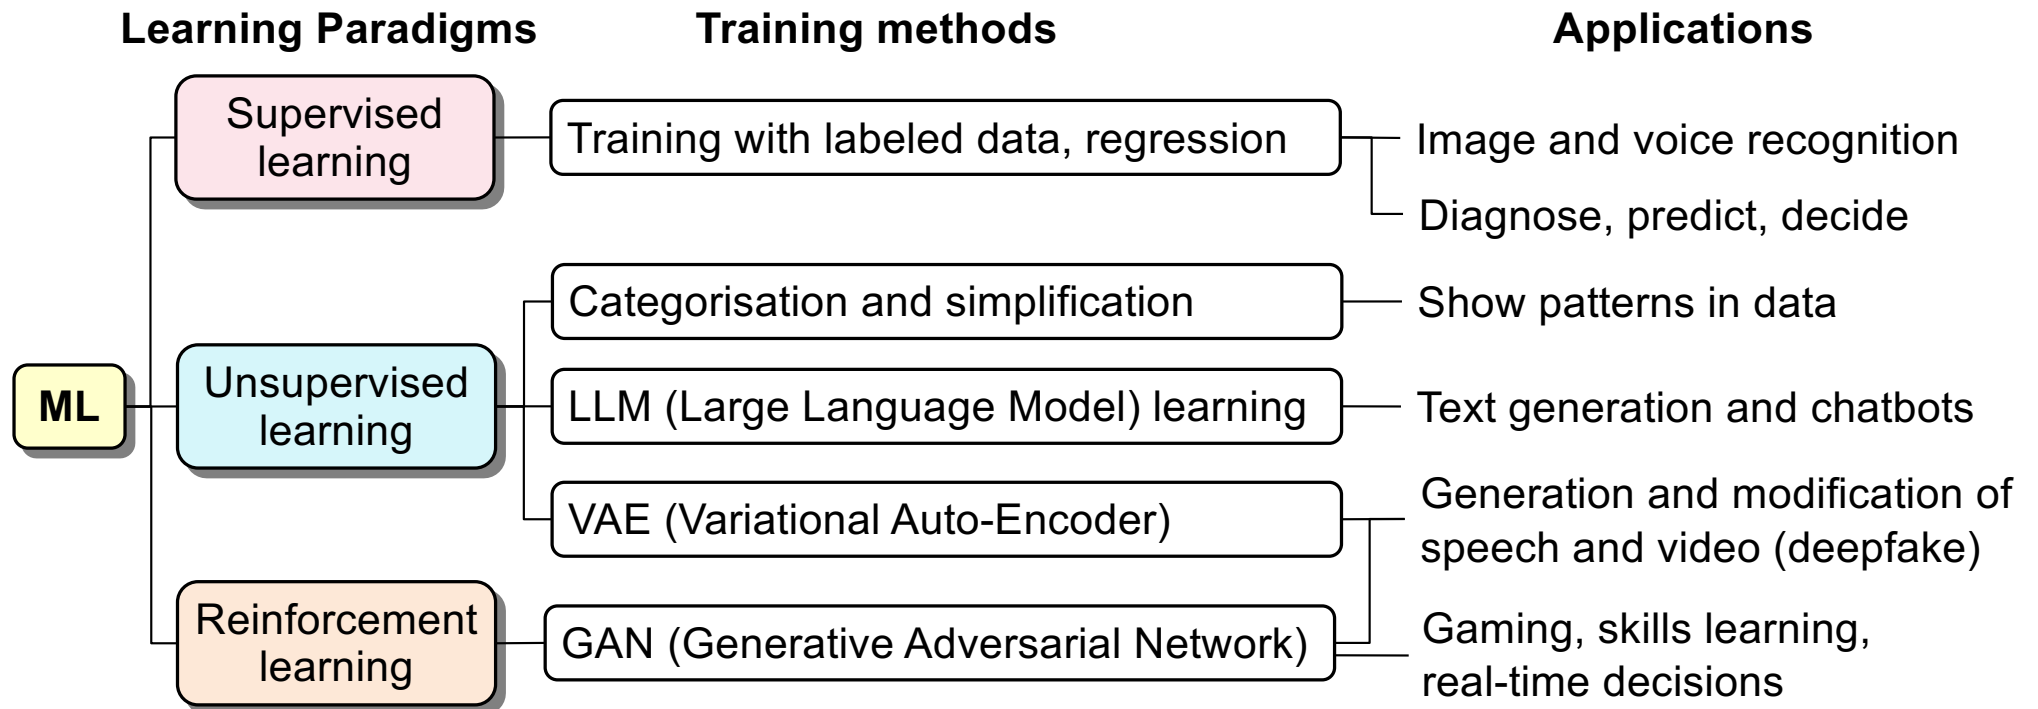 Learning Paradigms
Training methods
Applications
Supervised
learning
Training with labeled data, regression
Image and voice recognition
Diagnose, predict, decide
ML
Unsupervised
learning
Categorisation and simplification
Show patterns in data
LLM (Large Language Model) learning
Text generation and chatbots
VAE (Variational Auto-Encoder)
Generation and modification of
speech and video (deepfake)
Reinforcement
learning
GAN (Generative Adversarial Network)
Gaming, skills learning,
real-time decisions